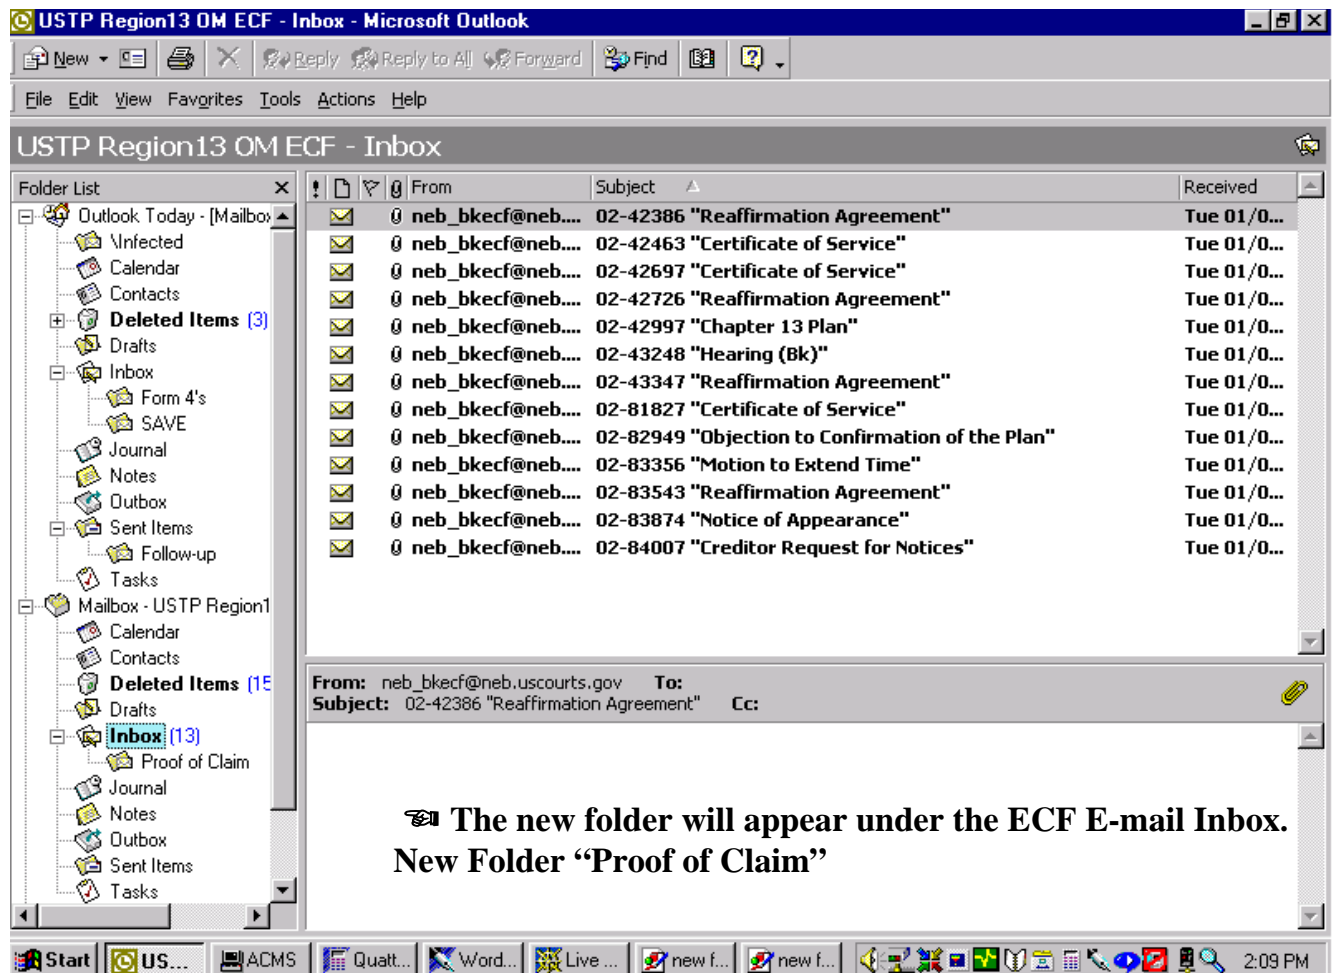 USTP Region13 OM ECF - Inbox - Microsoft Outlook
New Reply Reply to All Forward Find
File Edit View Favorites Tools Actions Help
USTP Region13 OM ECF - Inbox
Folder List
Outlook Today - [Mailbox
\Infected
Calendar
Contacts
Deleted Items (3)
Drafts
Inbox
Form 4's
SAVE
Journal
Notes
Outbox
Sent Items
Follow-up
Tasks
Mailbox - USTP Region1
Calendar
Contacts
Deleted Items (15
Drafts
Inbox (13)
Proof of Claim
Journal
Notes
Outbox
Sent Items
Tasks
From Subject Received
neb_bkecf@neb.... 02-42386 "Reaffirmation Agreement" Tue 01/0...
neb_bkecf@neb.... 02-42463 "Certificate of Service" Tue 01/0...
neb_bkecf@neb.... 02-42697 "Certificate of Service" Tue 01/0...
neb_bkecf@neb.... 02-42726 "Reaffirmation Agreement" Tue 01/0...
neb_bkecf@neb.... 02-42997 "Chapter 13 Plan" Tue 01/0...
neb_bkecf@neb.... 02-43248 "Hearing (Bk)" Tue 01/0...
neb_bkecf@neb.... 02-43347 "Reaffirmation Agreement" Tue 01/0...
neb_bkecf@neb.... 02-81827 "Certificate of Service" Tue 01/0...
neb_bkecf@neb.... 02-82949 "Objection to Confirmation of the Plan" Tue 01/0...
neb_bkecf@neb.... 02-83356 "Motion to Extend Time" Tue 01/0...
neb_bkecf@neb.... 02-83543 "Reaffirmation Agreement" Tue 01/0...
neb_bkecf@neb.... 02-83874 "Notice of Appearance" Tue 01/0...
neb_bkecf@neb.... 02-84007 "Creditor Request for Notices" Tue 01/0...
From: neb_bkecf@neb.uscourts.gov To:
Subject: 02-42386 "Reaffirmation Agreement" Cc:
The new folder will appear under the ECF E-mail Inbox.
New Folder “Proof of Claim”
Start US... ACMS Quatt... Word... Live ... new f... new f... 2:09 PM